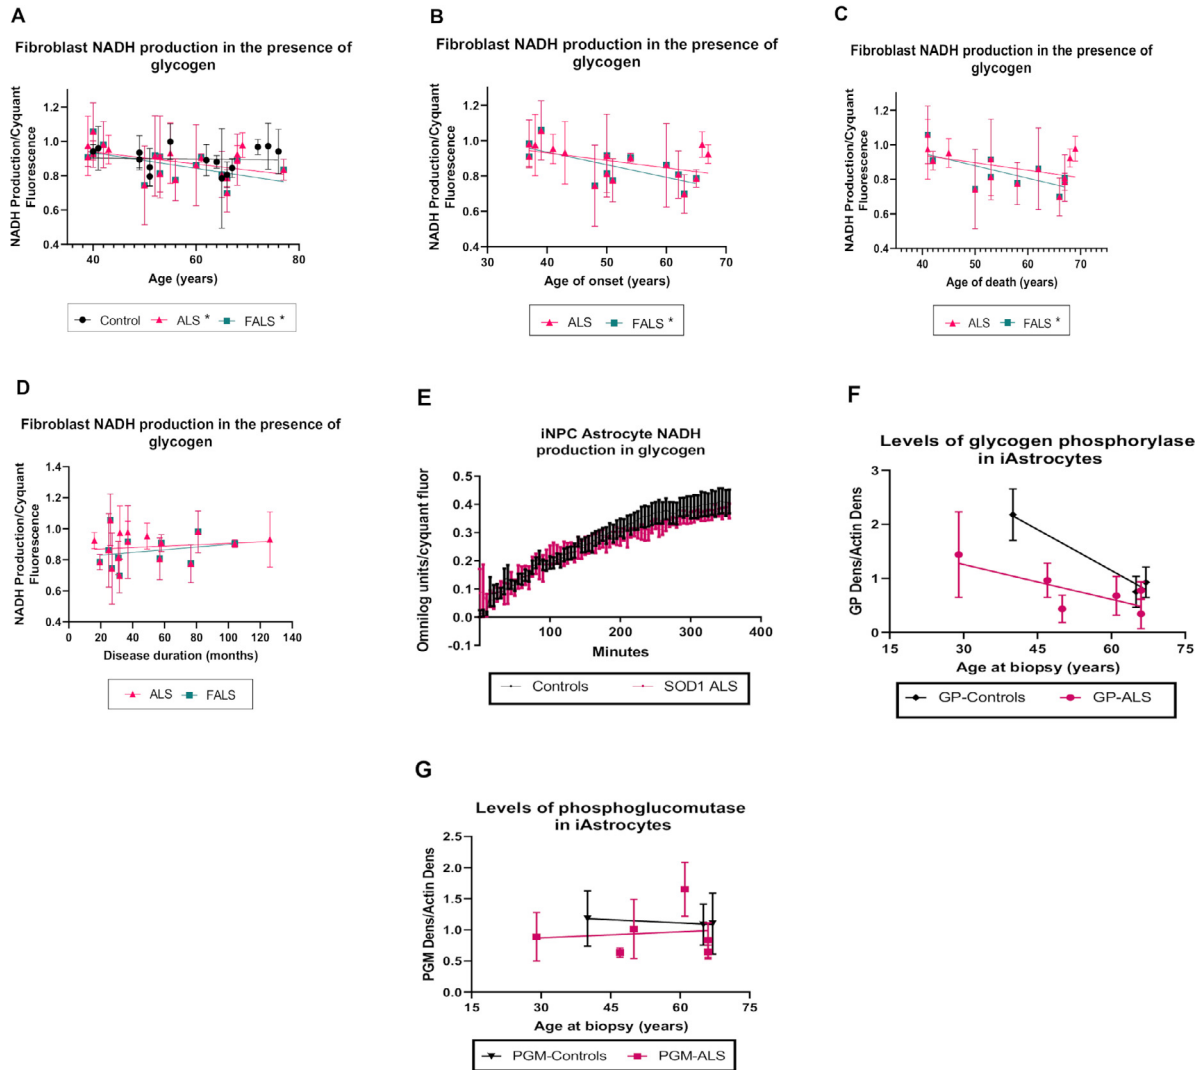 A
Fibroblast NADH production in the presence of
glycogen
NADH Production/Cyquant
Fluorescence
1.2
1.0
0.8
0.6
0.4
40
60
80
Age (years)
Control
ALS *
FALS *
B
Fibroblast NADH production in the presence of
glycogen
NADH Production/Cyquant
Fluorescence
1.2
1.0
0.8
0.6
0.4
30
40
50
60
70
Age of onset (years)
ALS
FALS *
C
Fibroblast NADH production in the presence of
glycogen
NADH Production/Cyquant
Fluorescence
1.2
1.0
0.8
0.6
0.4
40
50
60
70
Age of death (years)
ALS
FALS *
D
Fibroblast NADH production in the presence of
glycogen
NADH Production/Cyquant
Fluorescence
1.4
1.2
1.0
0.8
0.6
0.4
0
20
40
60
80
100
120
140
Disease duration (months)
ALS
FALS
E
iNPC Astrocyte NADH
production in glycogen
Omnilog units/cyquant fluor
0.5
0.4
0.3
0.2
0.1
0.0
-0.1
100
200
300
400
Minutes
Controls
SOD1 ALS
F
Levels of glycogen phosphorylase
in iAstrocytes
GP Dens/Actin Dens
3
2
1
0
15
30
45
60
75
Age at biopsy (years)
GP-Controls
GP-ALS
G
Levels of phosphoglucomutase
in iAstrocytes
PGM Dens/Actin Dens
2.5
2.0
1.5
1.0
0.5
0.0
15
30
45
60
75
Age at biopsy (years)
PGM-Controls
PGM-ALS